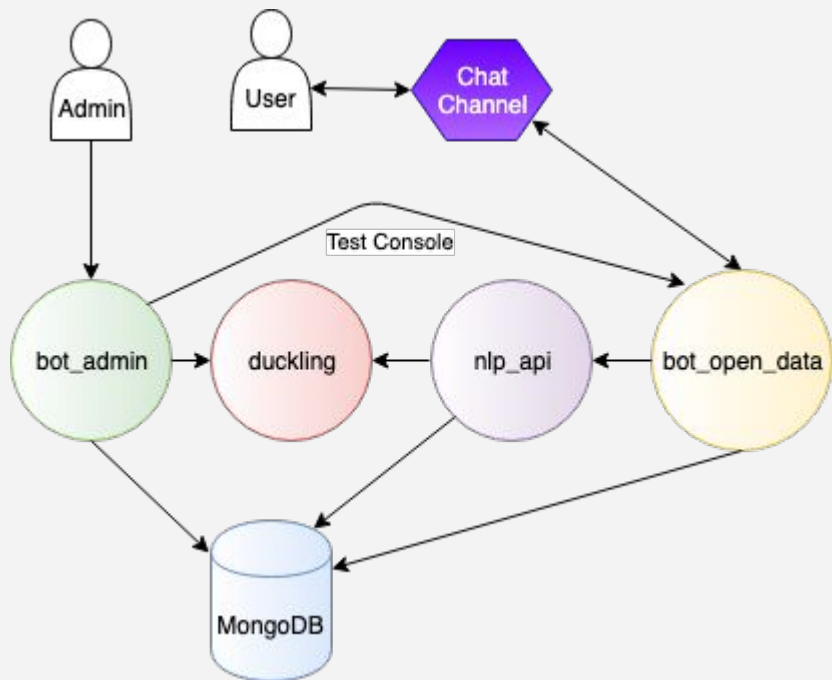 Admin
User
Chat
Channel
Test Console
bot_admin
duckling
nlp_api
bot_open_data
MongoDB